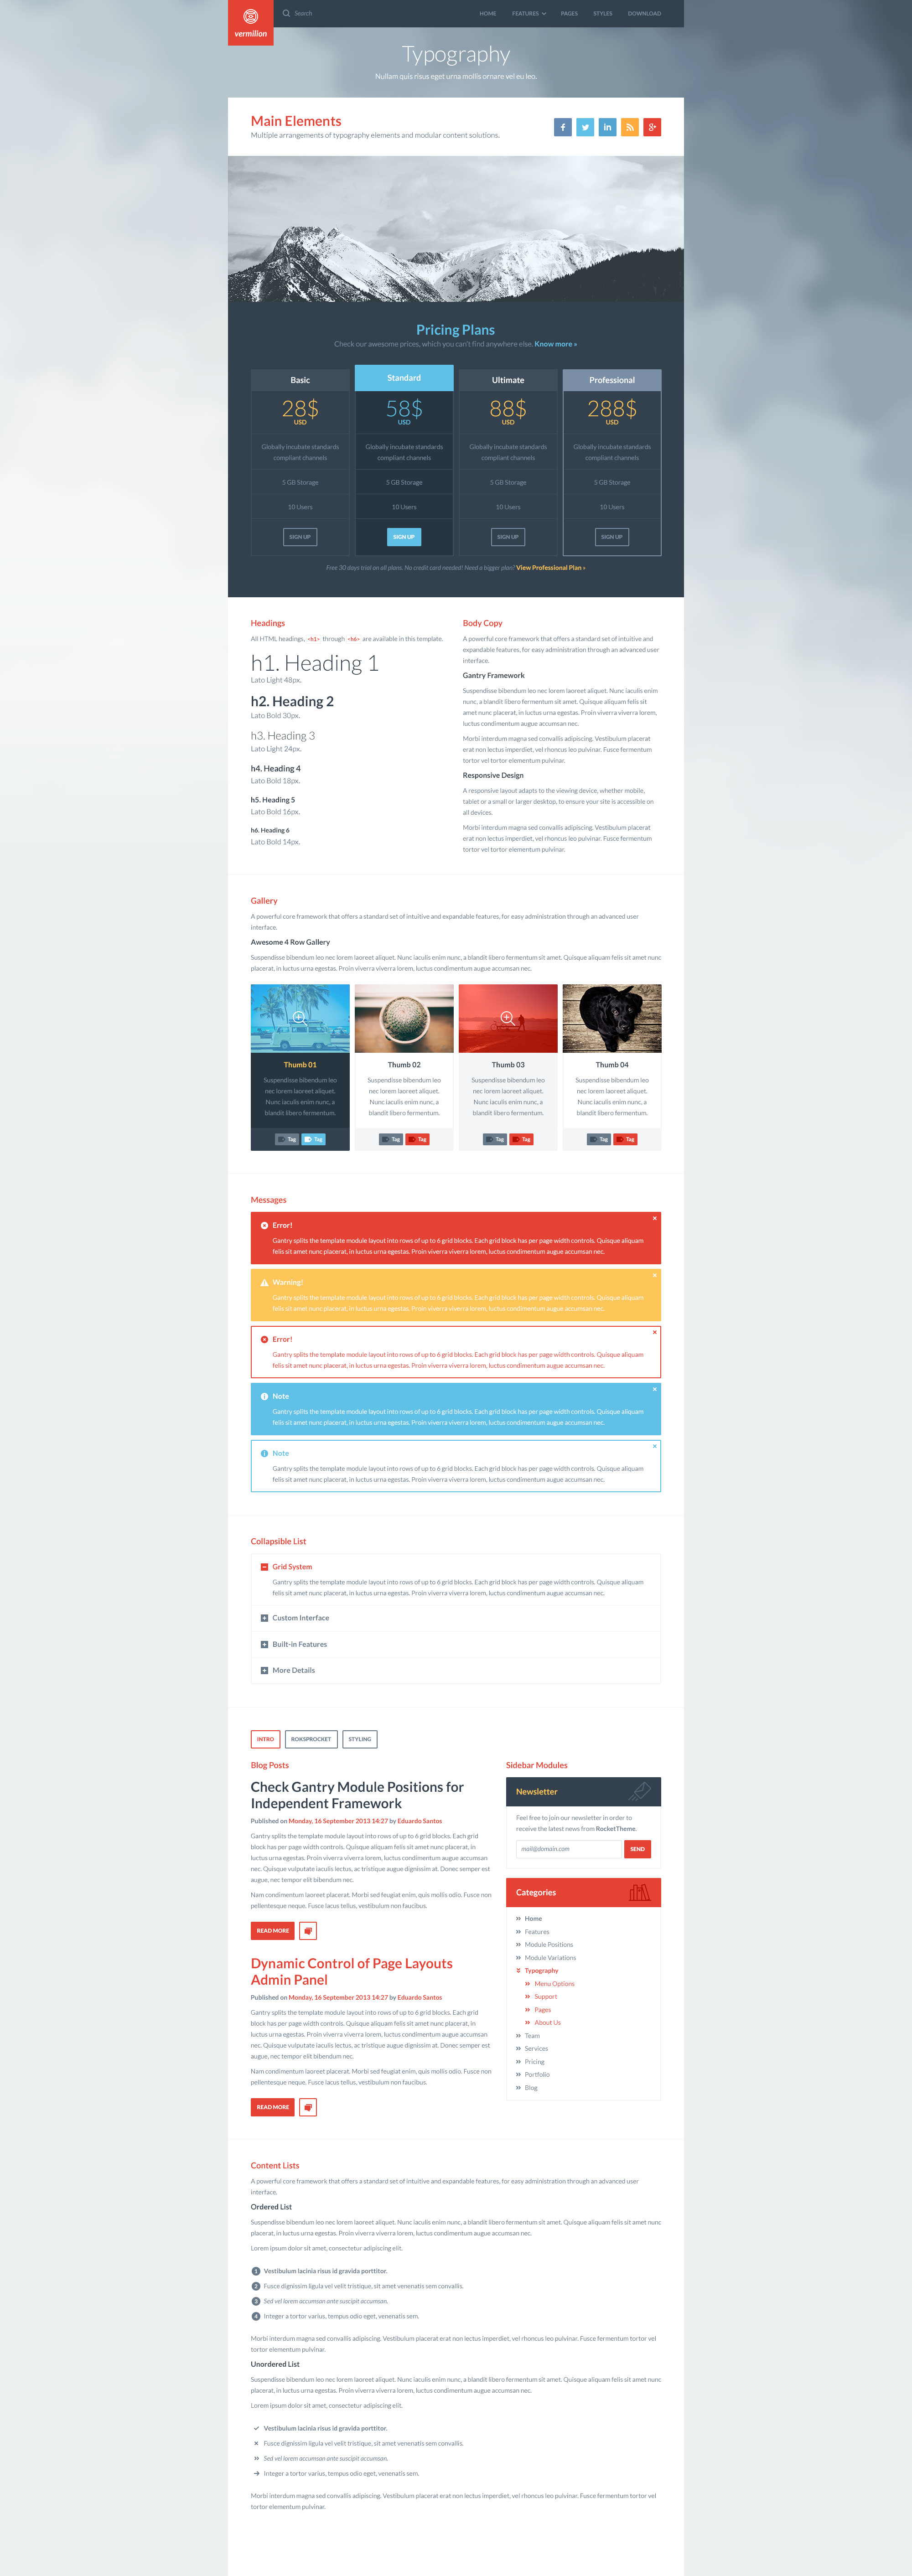 vermilion
Search
HOME FEATURES PAGES STYLES DOWNLOAD
Typography
Nullam quis risus eget urna mollis ornare vel eu leo.
Main Elements
Multiple arrangements of typography elements and modular content solutions.
Pricing Plans
Check our awesome prices, which you can't find anywhere else. Know more »
Basic
28$
USD
Globally incubate standards
compliant channels
5 GB Storage
10 Users
SIGN UP
Standard
58$
USD
Globally incubate standards
compliant channels
5 GB Storage
10 Users
SIGN UP
Ultimate
88$
USD
Globally incubate standards
compliant channels
5 GB Storage
10 Users
SIGN UP
Professional
288$
USD
Globally incubate standards
compliant channels
5 GB Storage
10 Users
SIGN UP
Free 30 days trial on all plans. No credit card needed! Need a bigger plan? View Professional Plan »
Headings
All HTML headings, <h1> through <h6> are available in this template.
h1. Heading 1
Lato Light 48px.
h2. Heading 2
Lato Bold 30px.
h3. Heading 3
Lato Light 24px.
h4. Heading 4
Lato Bold 18px.
h5. Heading 5
Lato Bold 16px.
h6. Heading 6
Lato Bold 14px.
Body Copy
A powerful core framework that offers a standard set of intuitive and
expandable features, for easy administration through an advanced user
interface.
Gantry Framework
Suspendisse bibendum leo nec lorem laoreet aliquet. Nunc iaculis enim
nunc, a blandit libero fermentum sit amet. Quisque aliquam felis sit
amet nunc placerat, in luctus urna egestas. Proin viverra viverra lorem,
luctus condimentum augue accumsan nec.
Morbi interdum magna sed convallis adipiscing. Vestibulum placerat
erat non lectus imperdiet, vel rhoncus leo pulvinar. Fusce fermentum
tortor vel tortor elementum pulvinar.
Responsive Design
A responsive layout adapts to the viewing device, whether mobile,
tablet or a small or larger desktop, to ensure your site is accessible on
all devices.
Morbi interdum magna sed convallis adipiscing. Vestibulum placerat
erat non lectus imperdiet, vel rhoncus leo pulvinar. Fusce fermentum
tortor vel tortor elementum pulvinar.
Gallery
A powerful core framework that offers a standard set of intuitive and expandable features, for easy administration through an advanced user
interface.
Awesome 4 Row Gallery
Suspendisse bibendum leo nec lorem laoreet aliquet. Nunc iaculis enim nunc, a blandit libero fermentum sit amet. Quisque aliquam felis sit amet nunc
placerat, in luctus urna egestas. Proin viverra viverra lorem, luctus condimentum augue accumsan nec.
Thumb 01
Suspendisse bibendum leo
nec lorem laoreet aliquet.
Nunc iaculis enim nunc, a
blandit libero fermentum.
Tag Tag
Thumb 02
Suspendisse bibendum leo
nec lorem laoreet aliquet.
Nunc iaculis enim nunc, a
blandit libero fermentum.
Tag Tag
Thumb 03
Suspendisse bibendum leo
nec lorem laoreet aliquet.
Nunc iaculis enim nunc, a
blandit libero fermentum.
Tag Tag
Thumb 04
Suspendisse bibendum leo
nec lorem laoreet aliquet.
Nunc iaculis enim nunc, a
blandit libero fermentum.
Tag Tag
Messages
Error!
Gantry splits the template module layout into rows of up to 6 grid blocks. Each grid block has per page width controls. Quisque aliquam
felis sit amet nunc placerat, in luctus urna egestas. Proin viverra viverra lorem, luctus condimentum augue accumsan nec.
Warning!
Gantry splits the template module layout into rows of up to 6 grid blocks. Each grid block has per page width controls. Quisque aliquam
felis sit amet nunc placerat, in luctus urna egestas. Proin viverra viverra lorem, luctus condimentum augue accumsan nec.
Error!
Gantry splits the template module layout into rows of up to 6 grid blocks. Each grid block has per page width controls. Quisque aliquam
felis sit amet nunc placerat, in luctus urna egestas. Proin viverra viverra lorem, luctus condimentum augue accumsan nec.
Note
Gantry splits the template module layout into rows of up to 6 grid blocks. Each grid block has per page width controls. Quisque aliquam
felis sit amet nunc placerat, in luctus urna egestas. Proin viverra viverra lorem, luctus condimentum augue accumsan nec.
Note
Gantry splits the template module layout into rows of up to 6 grid blocks. Each grid block has per page width controls. Quisque aliquam
felis sit amet nunc placerat, in luctus urna egestas. Proin viverra viverra lorem, luctus condimentum augue accumsan nec.
Collapsible List
Grid System
Gantry splits the template module layout into rows of up to 6 grid blocks. Each grid block has per page width controls. Quisque aliquam
felis sit amet nunc placerat, in luctus urna egestas. Proin viverra viverra lorem, luctus condimentum augue accumsan nec.
Custom Interface
Built-in Features
More Details
INTRO ROKSPROCKET STYLING
Blog Posts
Check Gantry Module Positions for
Independent Framework
Published on Monday, 16 September 2013 14:27 by Eduardo Santos
Gantry splits the template module layout into rows of up to 6 grid blocks. Each grid
block has per page width controls. Quisque aliquam felis sit amet nunc placerat, in
luctus urna egestas. Proin viverra viverra lorem, luctus condimentum augue accumsan
nec. Quisque vulputate iaculis lectus, ac tristique augue dignissim at. Donec semper est
augue, nec tempor elit bibendum nec.
Nam condimentum laoreet placerat. Morbi sed feugiat enim, quis mollis odio. Fusce non
pellentesque neque. Fusce lacus tellus, vestibulum non faucibus.
READ MORE
Dynamic Control of Page Layouts
Admin Panel
Published on Monday, 16 September 2013 14:27 by Eduardo Santos
Gantry splits the template module layout into rows of up to 6 grid blocks. Each grid
block has per page width controls. Quisque aliquam felis sit amet nunc placerat, in
luctus urna egestas. Proin viverra viverra lorem, luctus condimentum augue accumsan
nec. Quisque vulputate iaculis lectus, ac tristique augue dignissim at. Donec semper est
augue, nec tempor elit bibendum nec.
Nam condimentum laoreet placerat. Morbi sed feugiat enim, quis mollis odio. Fusce non
pellentesque neque. Fusce lacus tellus, vestibulum non faucibus.
READ MORE
Sidebar Modules
Newsletter
Feel free to join our newsletter in order to
receive the latest news from RocketTheme.
mail@domain.com SEND
Categories
Home
Features
Module Positions
Module Variations
Typography
Menu Options
Support
Pages
About Us
Team
Services
Pricing
Portfolio
Blog
Content Lists
A powerful core framework that offers a standard set of intuitive and expandable features, for easy administration through an advanced user
interface.
Ordered List
Suspendisse bibendum leo nec lorem laoreet aliquet. Nunc iaculis enim nunc, a blandit libero fermentum sit amet. Quisque aliquam felis sit amet nunc
placerat, in luctus urna egestas. Proin viverra viverra lorem, luctus condimentum augue accumsan nec.
Lorem ipsum dolor sit amet, consectetur adipiscing elit.
1 Vestibulum lacinia risus id gravida porttitor.
2 Fusce dignissim ligula vel velit tristique, sit amet venenatis sem convallis.
3 Sed vel lorem accumsan ante suscipit accumsan.
4 Integer a tortor varius, tempus odio eget, venenatis sem.
Morbi interdum magna sed convallis adipiscing. Vestibulum placerat erat non lectus imperdiet, vel rhoncus leo pulvinar. Fusce fermentum tortor vel
tortor elementum pulvinar.
Unordered List
Suspendisse bibendum leo nec lorem laoreet aliquet. Nunc iaculis enim nunc, a blandit libero fermentum sit amet. Quisque aliquam felis sit amet nunc
placerat, in luctus urna egestas. Proin viverra viverra lorem, luctus condimentum augue accumsan nec.
Lorem ipsum dolor sit amet, consectetur adipiscing elit.
Vestibulum lacinia risus id gravida porttitor.
Fusce dignissim ligula vel velit tristique, sit amet venenatis sem convallis.
Sed vel lorem accumsan ante suscipit accumsan.
Integer a tortor varius, tempus odio eget, venenatis sem.
Morbi interdum magna sed convallis adipiscing. Vestibulum placerat erat non lectus imperdiet, vel rhoncus leo pulvinar. Fusce fermentum tortor vel
tortor elementum pulvinar.